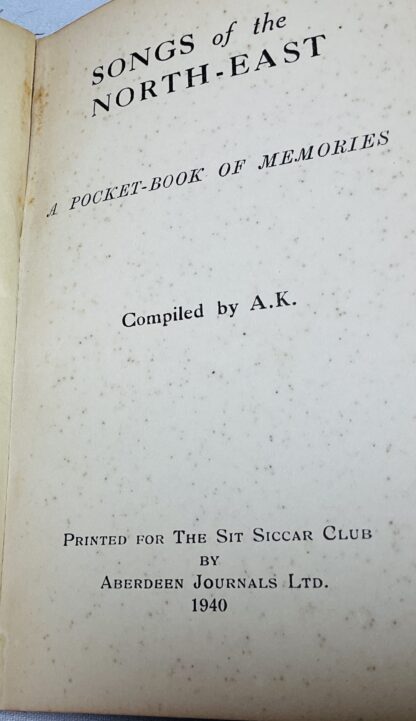 SONGS of the
NORTH-EAST
A POCKET-BOOK OF MEMORIES
Compiled by A.K.
PRINTED FOR THE SIT SICCAR CLUB
BY
ABERDEEN JOURNALS LTD.
1940